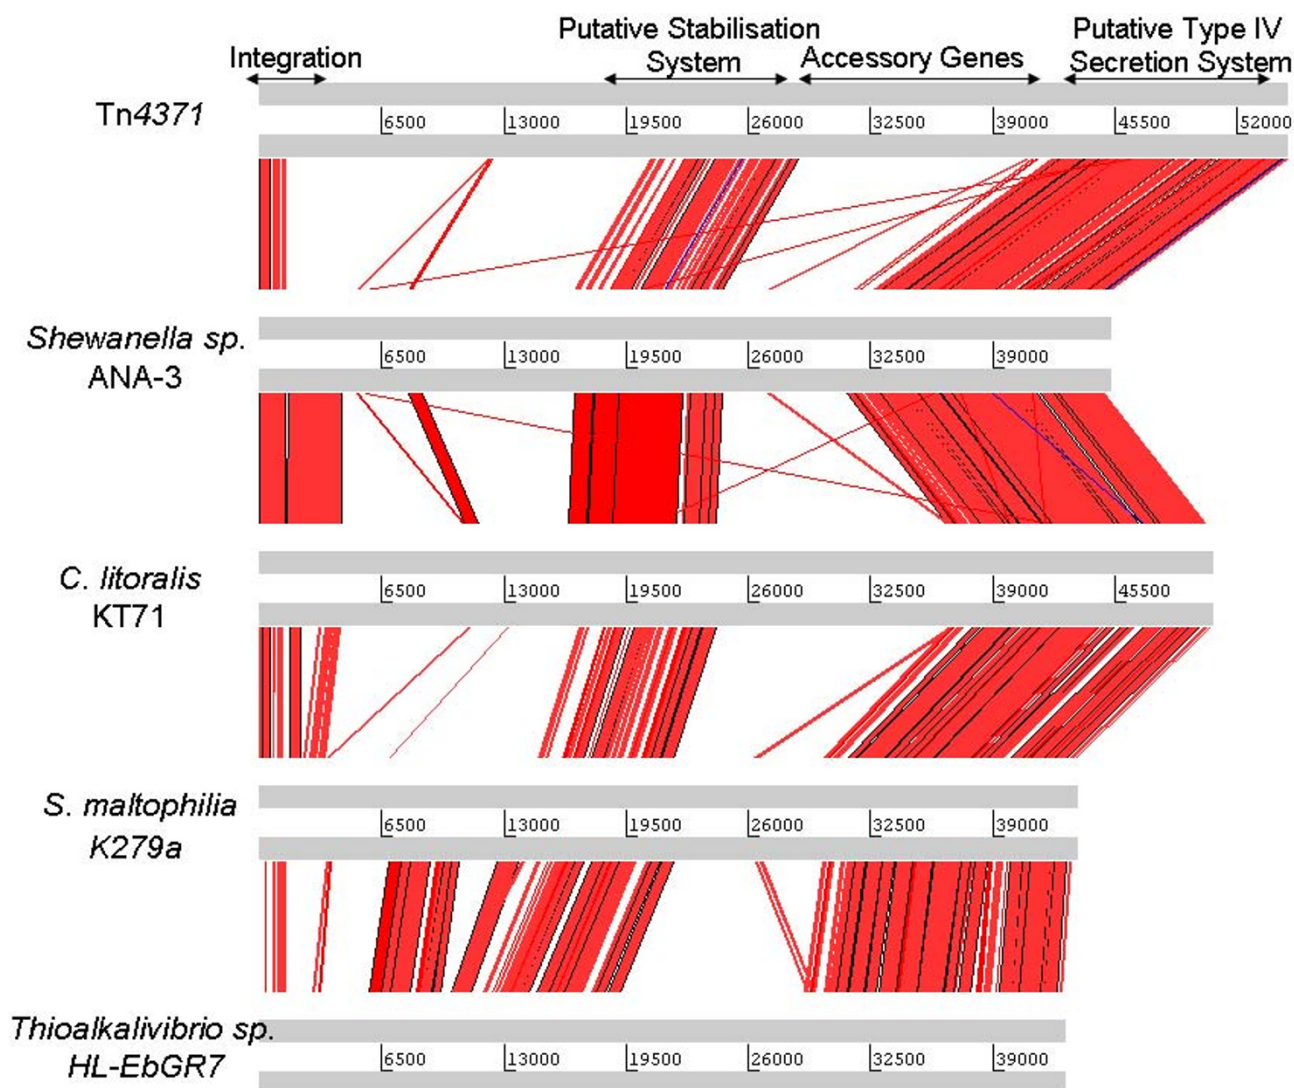 Putative Stabilisation System
Putative Type IV Secretion System
Integration
Accessory Genes
Tn4371
6500 13000 19500 26000 32500 39000 45500 52000
Shewanella sp.
ANA-3
6500 13000 19500 26000 32500 39000
C. litoralis
KT71
6500 13000 19500 26000 32500 39000 45500
S. maltophilia
K279a
6500 13000 19500 26000 32500 39000
Thioalkalivibrio sp.
HL-EbGR7
6500 13000 19500 26000 32500 39000